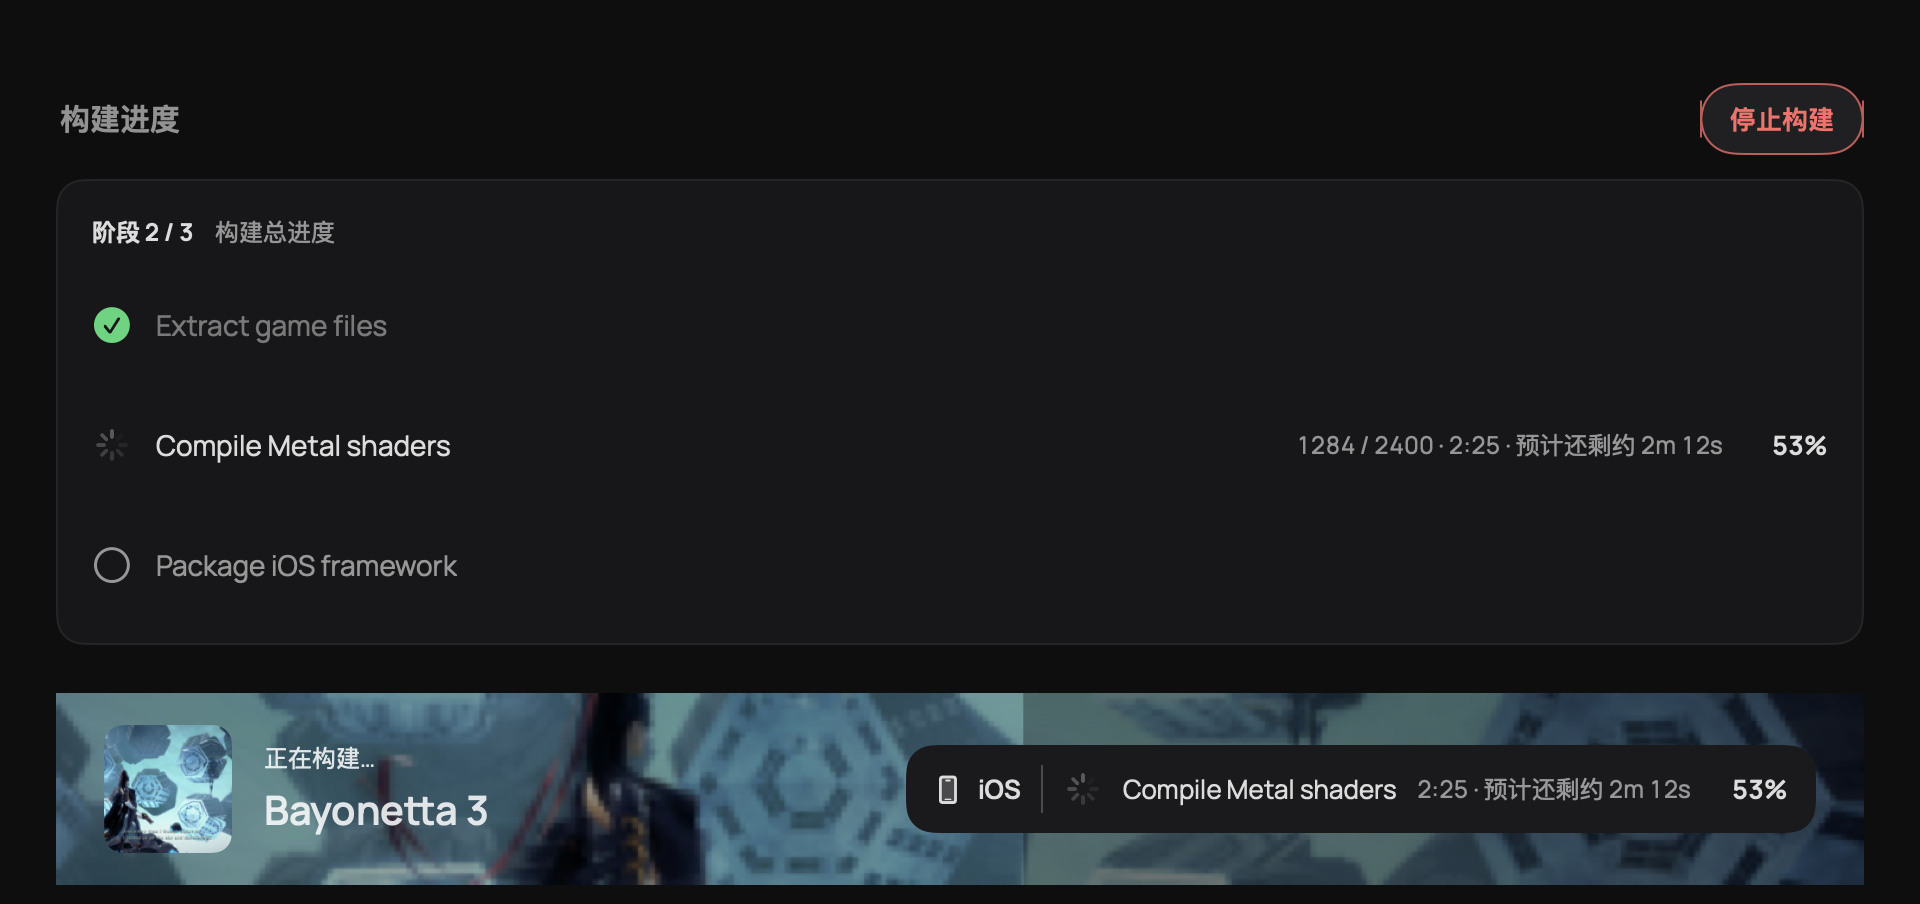 构建进度
停止构建
阶段 2 / 3 构建总进度
Extract game files
Compile Metal shaders 1284 / 2400 · 2:25 · 预计还剩约 2m 12s 53%
Package iOS framework
正在构建...
Bayonetta 3
iOS Compile Metal shaders 2:25 · 预计还剩约 2m 12s 53%